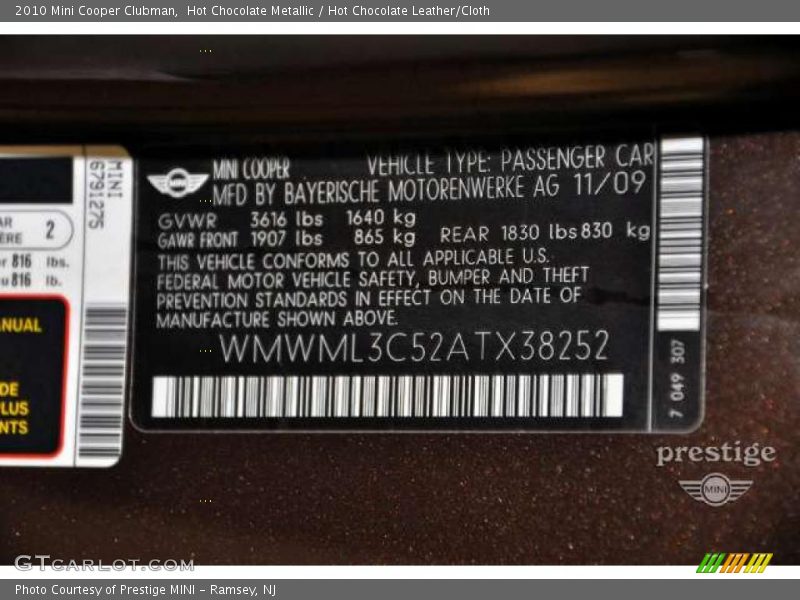 2010 Mini Cooper Clubman,  Hot Chocolate Metallic / Hot Chocolate Leather/Cloth
MINI COOPER VEHICLE TYPE: PASSENGER CAR
MFD BY BAYERISCHE MOTORENWERKE AG 11/09
GVWR 3616 lbs 1640 kg
GAWR FRONT 1907 lbs 865 kg REAR 1830 lbs 830 kg
THIS VEHICLE CONFORMS TO ALL APPLICABLE U.S.
FEDERAL MOTOR VEHICLE SAFETY, BUMPER AND THEFT
PREVENTION STANDARDS IN EFFECT ON THE DATE OF
MANUFACTURE SHOWN ABOVE.
WMWML3C52ATX38252
7 049 307
MINI
6791275
AR
ERE 2
r 816 lbs.
u 816 lb.
ANUAL
DE
PLUS
NTS
prestige
MINI
GTCARLOT.COM
Photo Courtesy of Prestige MINI - Ramsey, NJ